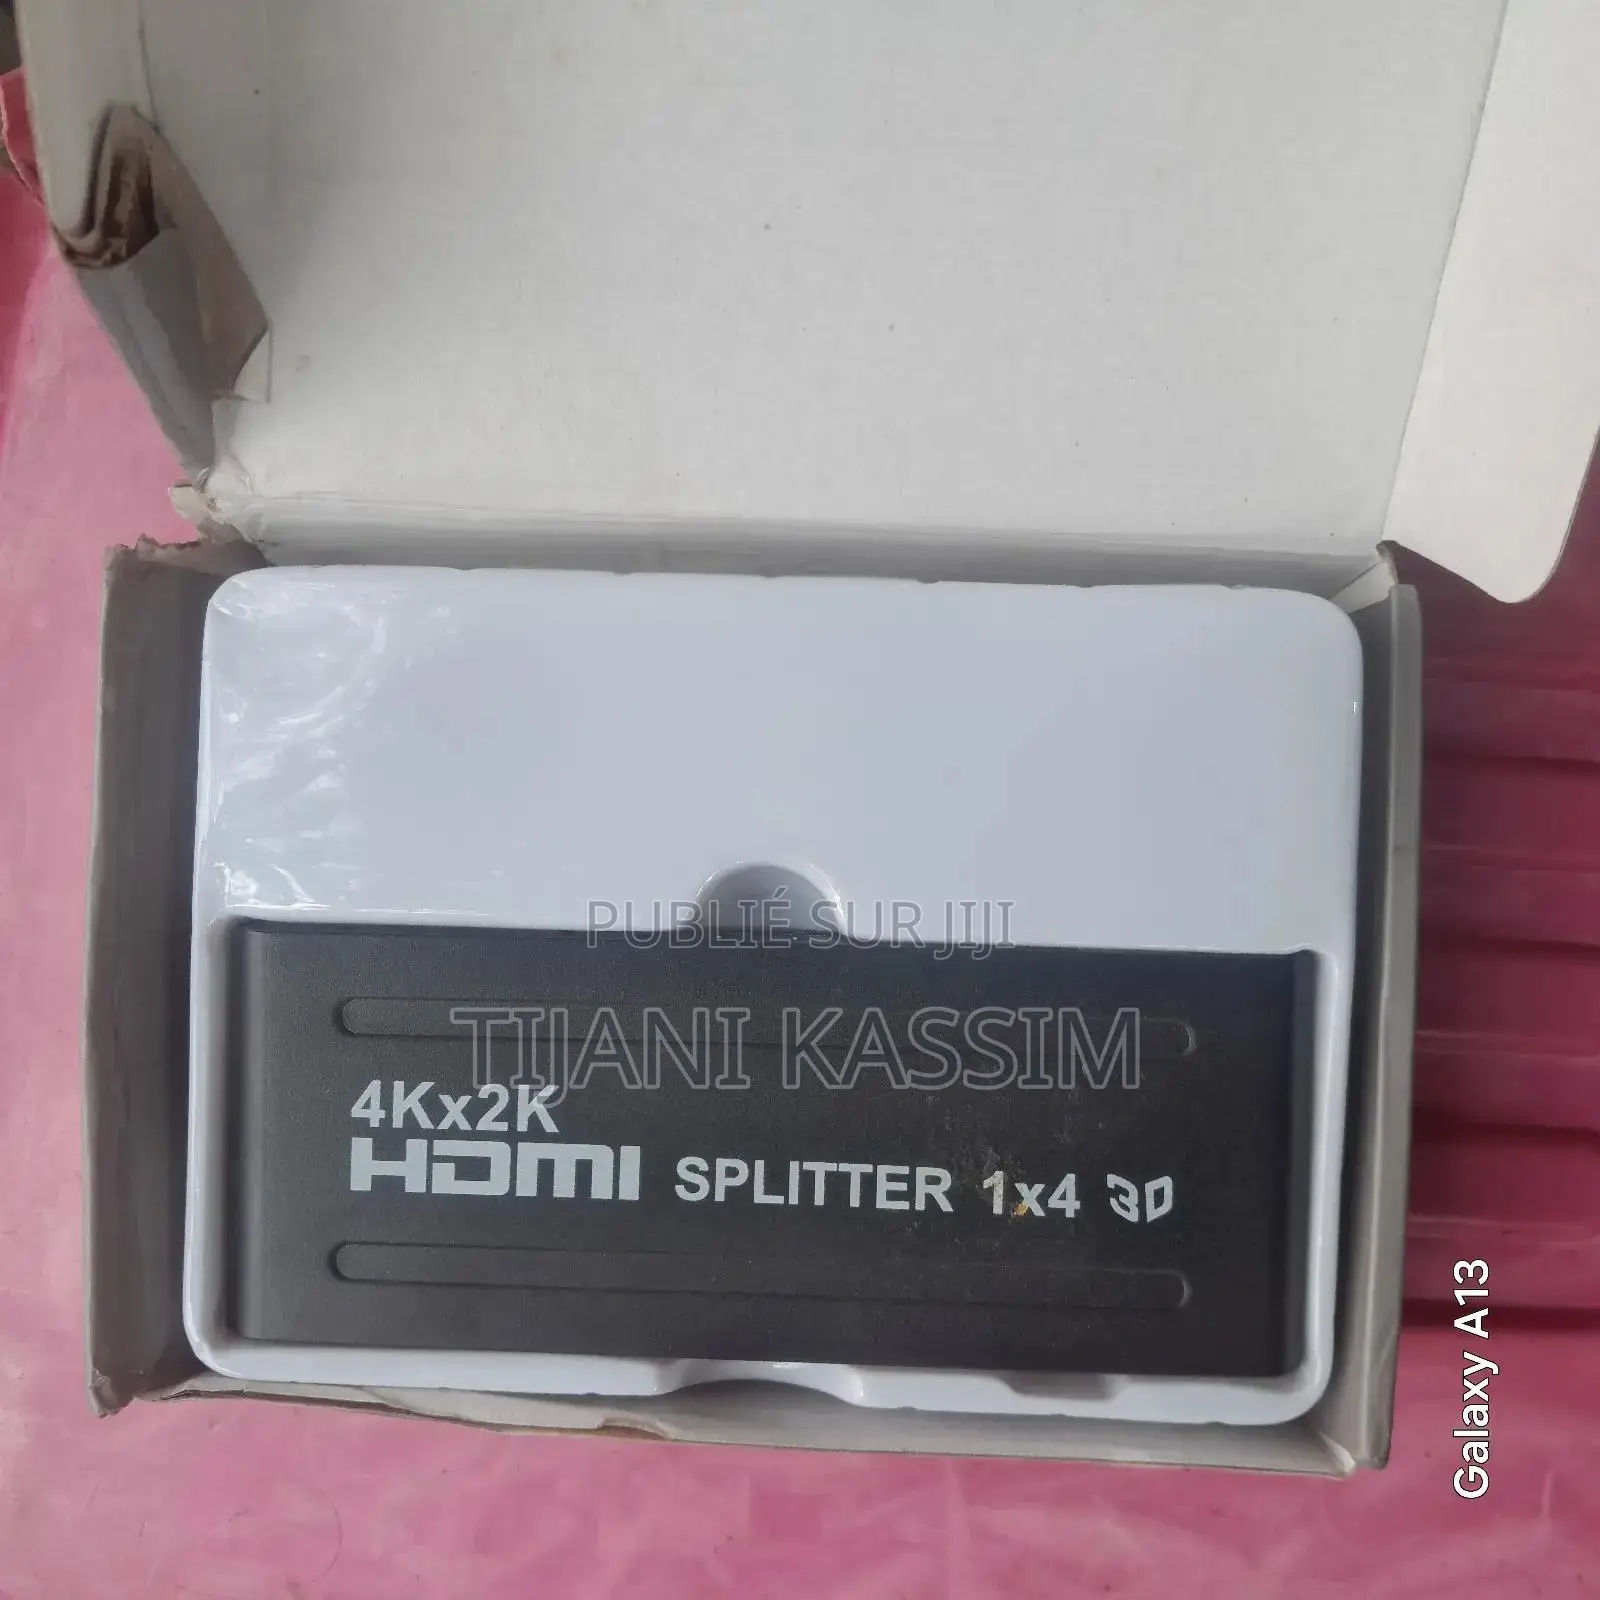 PUBLIÉ SUR JIJI
TIJANI KASSIM
4Kx2K
HDMI SPLITTER 1x4 3D
Galaxy A13